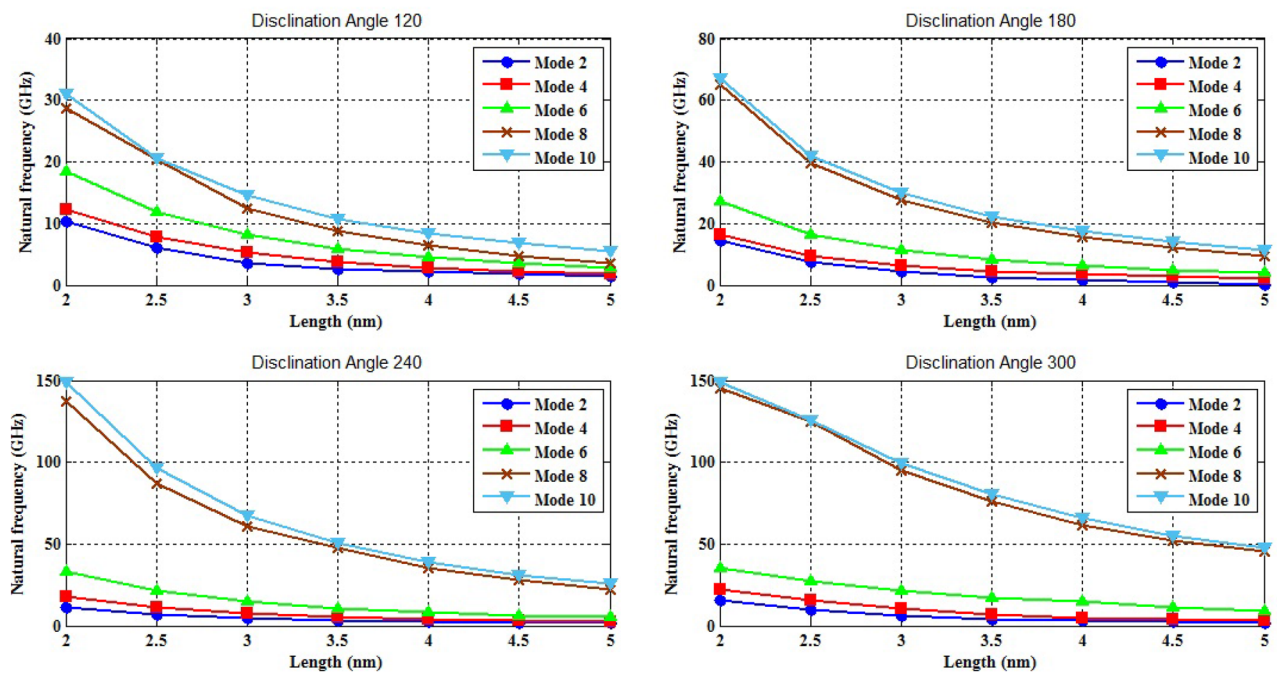 Disclination Angle 120
Natural frequency (GHz)
40
30
20
10
0
2 2.5 3 3.5 4 4.5 5
Length (nm)
Mode 2
Mode 4
Mode 6
Mode 8
Mode 10
Disclination Angle 180
Natural frequency (GHz)
80
60
40
20
0
2 2.5 3 3.5 4 4.5 5
Length (nm)
Mode 2
Mode 4
Mode 6
Mode 8
Mode 10
Disclination Angle 240
Natural frequency (GHz)
150
100
50
0
2 2.5 3 3.5 4 4.5 5
Length (nm)
Mode 2
Mode 4
Mode 6
Mode 8
Mode 10
Disclination Angle 300
Natural frequency (GHz)
150
100
50
0
2 2.5 3 3.5 4 4.5 5
Length (nm)
Mode 2
Mode 4
Mode 6
Mode 8
Mode 10